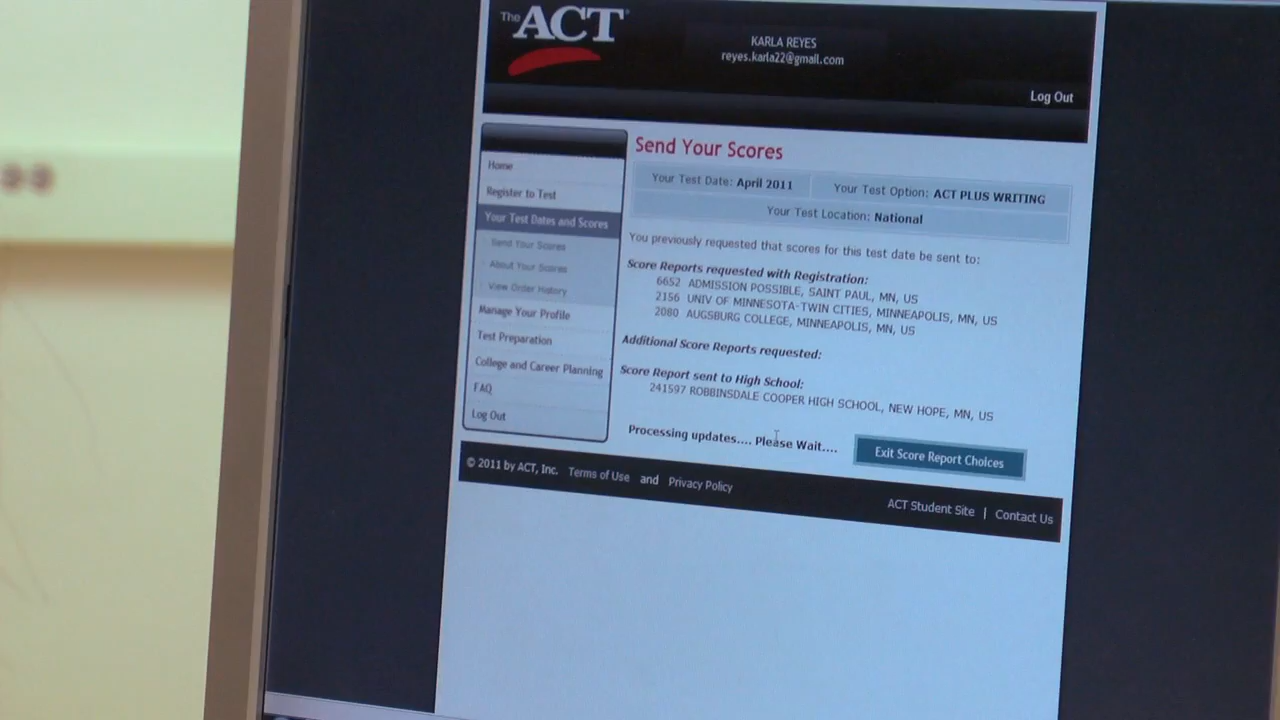 The ACT
KARLA REYES
reyes.karla22@gmail.com
Log Out
Home
Register to Test
Your Test Dates and Scores
Send Your Scores
About Your Scores
View Order History
Manage Your Profile
Test Preparation
College and Career Planning
FAQ
Log Out
Send Your Scores
Your Test Date: April 2011
Your Test Option: ACT PLUS WRITING
Your Test Location: National
You previously requested that scores for this test date be sent to:
Score Reports requested with Registration:
6652 ADMISSION POSSIBLE, SAINT PAUL, MN, US
2156 UNIV OF MINNESOTA-TWIN CITIES, MINNEAPOLIS, MN, US
2080 AUGSBURG COLLEGE, MINNEAPOLIS, MN, US
Additional Score Reports requested:
Score Report sent to High School:
241597 ROBBINSDALE COOPER HIGH SCHOOL, NEW HOPE, MN, US
Processing updates.... Please Wait....
Exit Score Report Choices
© 2011 by ACT, Inc. Terms of Use and Privacy Policy
ACT Student Site | Contact Us